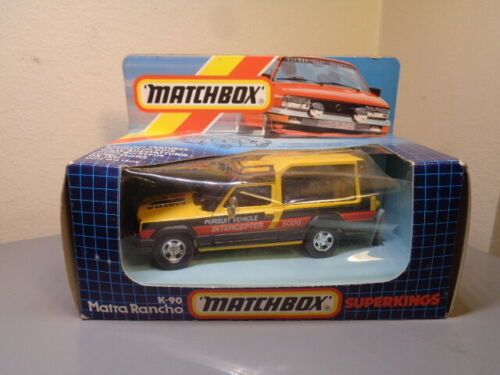 MATCHBOX®
PURSUIT VEHICLE
INTERCEPTER 5000
K-90
Matra Rancho
MATCHBOX®
SUPERKINGS